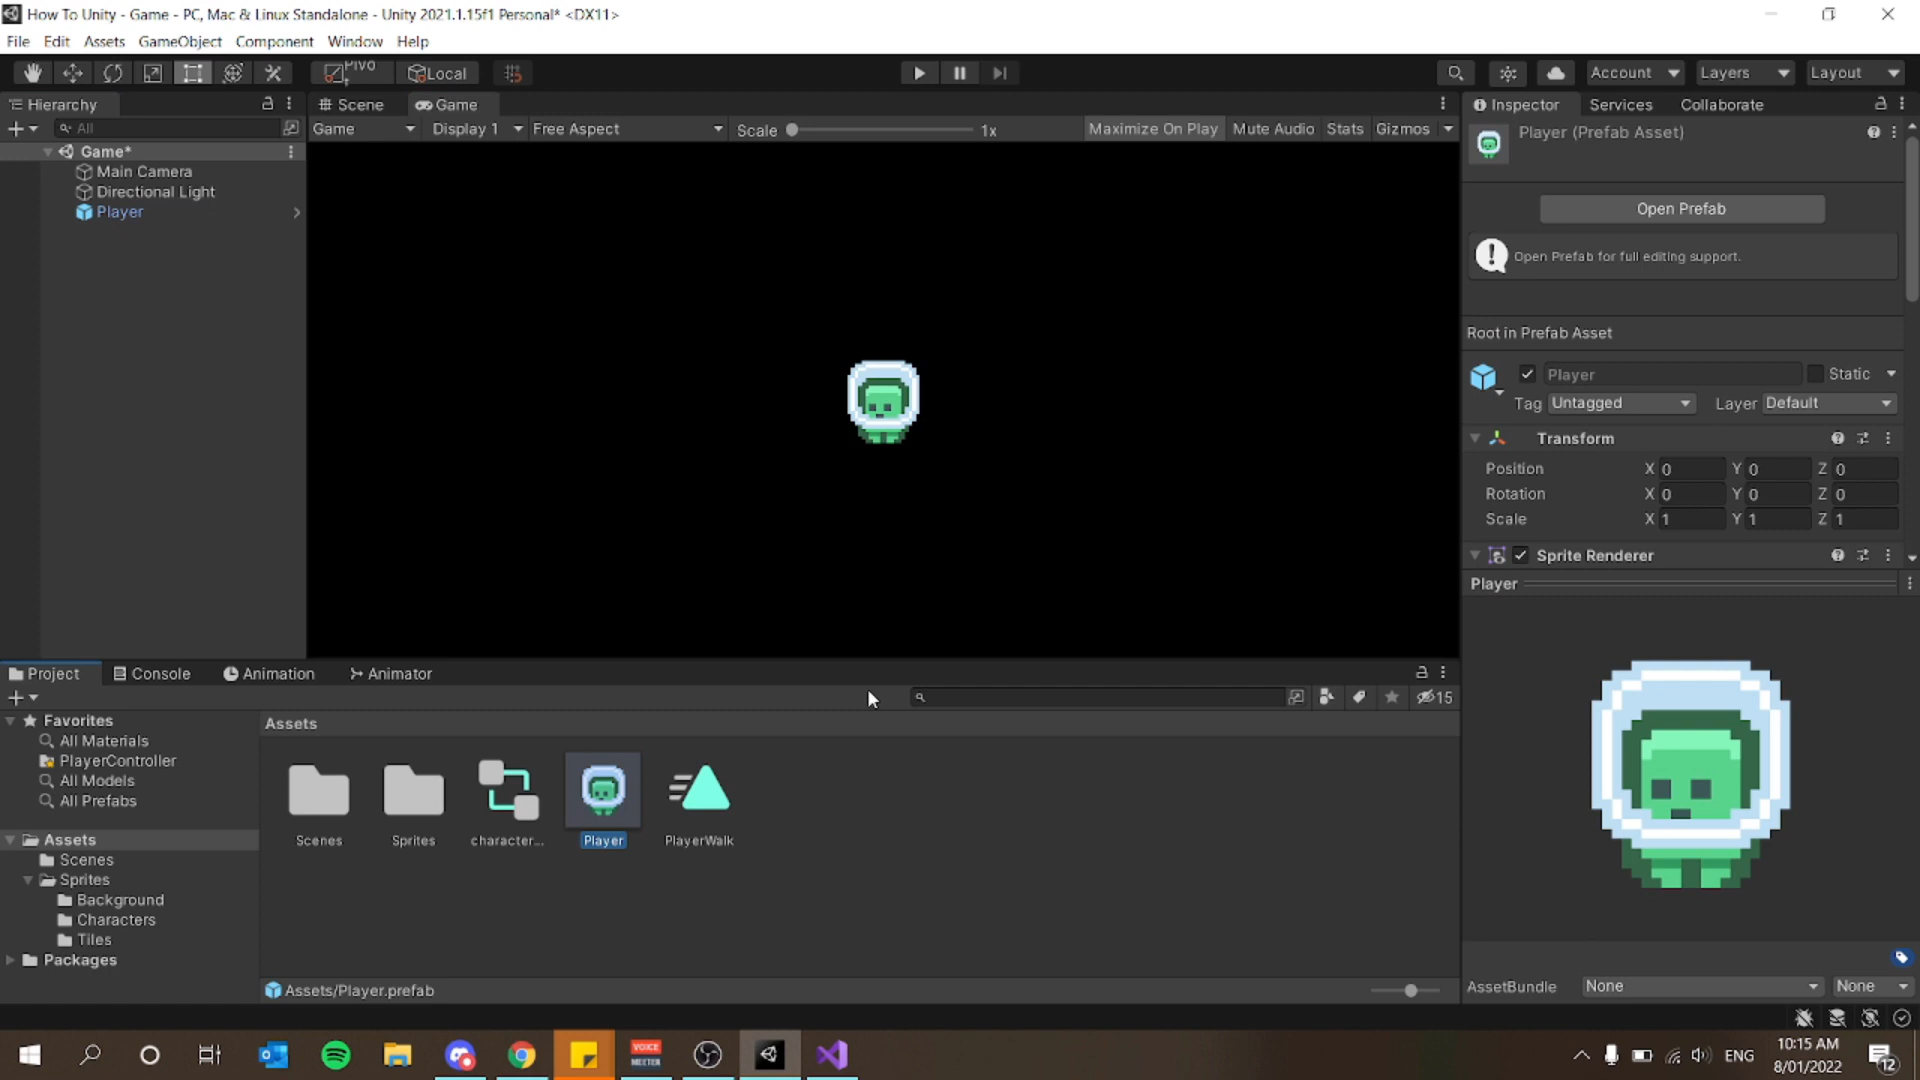 How To Unity - Game - PC, Mac & Linux Standalone - Unity 2021.1.15f1 Personal* <DX11>
File Edit Assets GameObject Component Window Help
Local
Account Layers Layout
Hierarchy
All
Game*
Main Camera
Directional Light
Player
Scene Game
Game Display 1 Free Aspect Scale 1x Maximize On Play Mute Audio Stats Gizmos
Inspector Services Collaborate
Player (Prefab Asset)
Open Prefab
Open Prefab for full editing support.
Root in Prefab Asset
Player Static
Tag Untagged Layer Default
Transform
Position X 0 Y 0 Z 0
Rotation X 0 Y 0 Z 0
Scale X 1 Y 1 Z 1
Sprite Renderer
Player
AssetBundle None None
Project Console Animation Animator
15
Favorites
All Materials
PlayerController
All Models
All Prefabs
Assets
Scenes
Sprites
Background
Characters
Tiles
Packages
Assets
Scenes Sprites character... Player PlayerWalk
Assets/Player.prefab
VOICE
MEETER
ENG
10:15 AM
8/01/2022
12